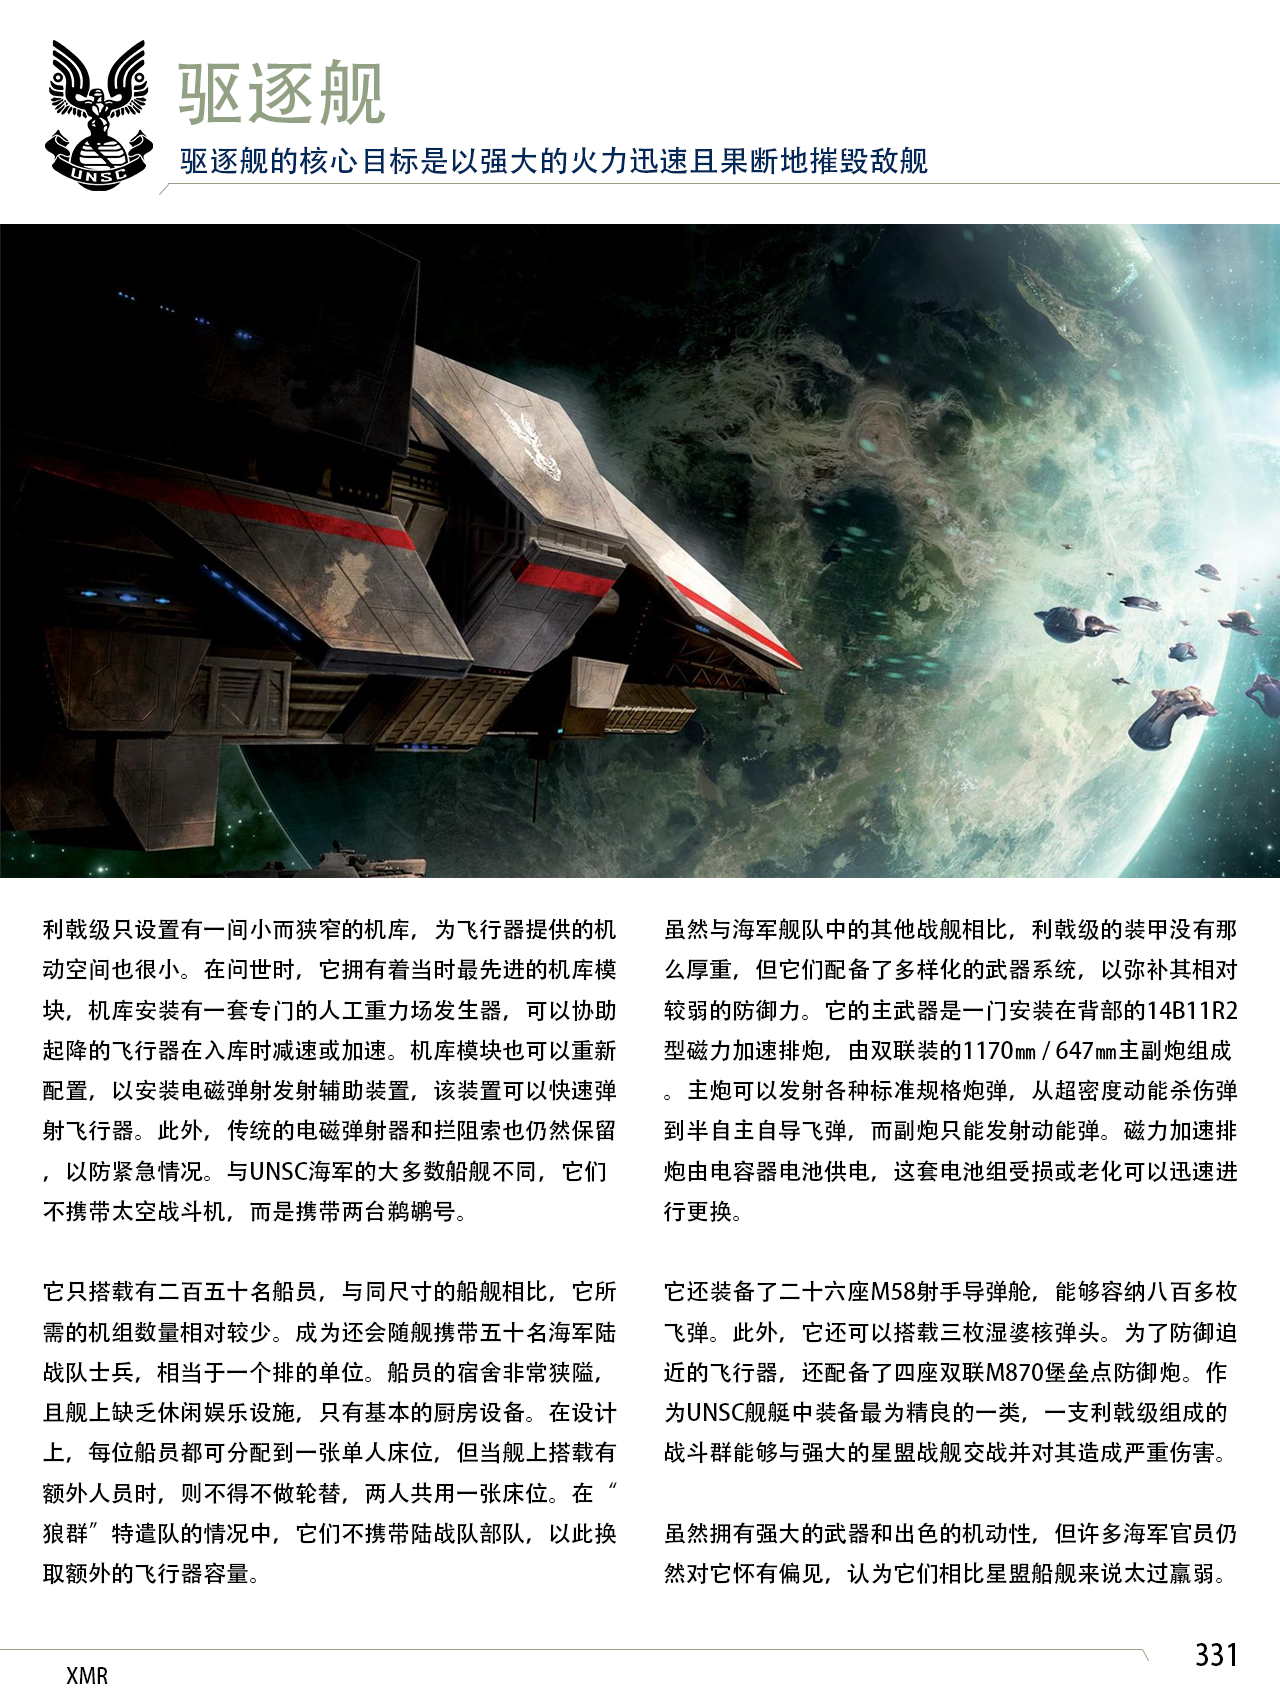 UNSC
驱逐舰
驱逐舰的核心目标是以强大的火力迅速且果断地摧毁敌舰
利戟级只设置有一间小而狭窄的机库，为飞行器提供的机
动空间也很小。在问世时，它拥有着当时最先进的机库模
块，机库安装有一套专门的人工重力场发生器，可以协助
起降的飞行器在入库时减速或加速。机库模块也可以重新
配置，以安装电磁弹射发射辅助装置，该装置可以快速弹
射飞行器。此外，传统的电磁弹射器和拦阻索也仍然保留
，以防紧急情况。与UNSC海军的大多数船舰不同，它们
不携带太空战斗机，而是携带两台鹈鹕号。
它只搭载有二百五十名船员，与同尺寸的船舰相比，它所
需的机组数量相对较少。成为还会随舰携带五十名海军陆
战队士兵，相当于一个排的单位。船员的宿舍非常狭隘，
且舰上缺乏休闲娱乐设施，只有基本的厨房设备。在设计
上，每位船员都可分配到一张单人床位，但当舰上搭载有
额外人员时，则不得不做轮替，两人共用一张床位。在“
狼群”特遣队的情况中，它们不携带陆战队部队，以此换
取额外的飞行器容量。
虽然与海军舰队中的其他战舰相比，利戟级的装甲没有那
么厚重，但它们配备了多样化的武器系统，以弥补其相对
较弱的防御力。它的主武器是一门安装在背部的14B11R2
型磁力加速排炮，由双联装的1170㎜ / 647㎜主副炮组成
。主炮可以发射各种标准规格炮弹，从超密度动能杀伤弹
到半自主自导飞弹，而副炮只能发射动能弹。磁力加速排
炮由电容器电池供电，这套电池组受损或老化可以迅速进
行更换。
它还装备了二十六座M58射手导弹舱，能够容纳八百多枚
飞弹。此外，它还可以搭载三枚湿婆核弹头。为了防御迫
近的飞行器，还配备了四座双联M870堡垒点防御炮。作
为UNSC舰艇中装备最为精良的一类，一支利戟级组成的
战斗群能够与强大的星盟战舰交战并对其造成严重伤害。
虽然拥有强大的武器和出色的机动性，但许多海军官员仍
然对它怀有偏见，认为它们相比星盟船舰来说太过羸弱。
331
XMR